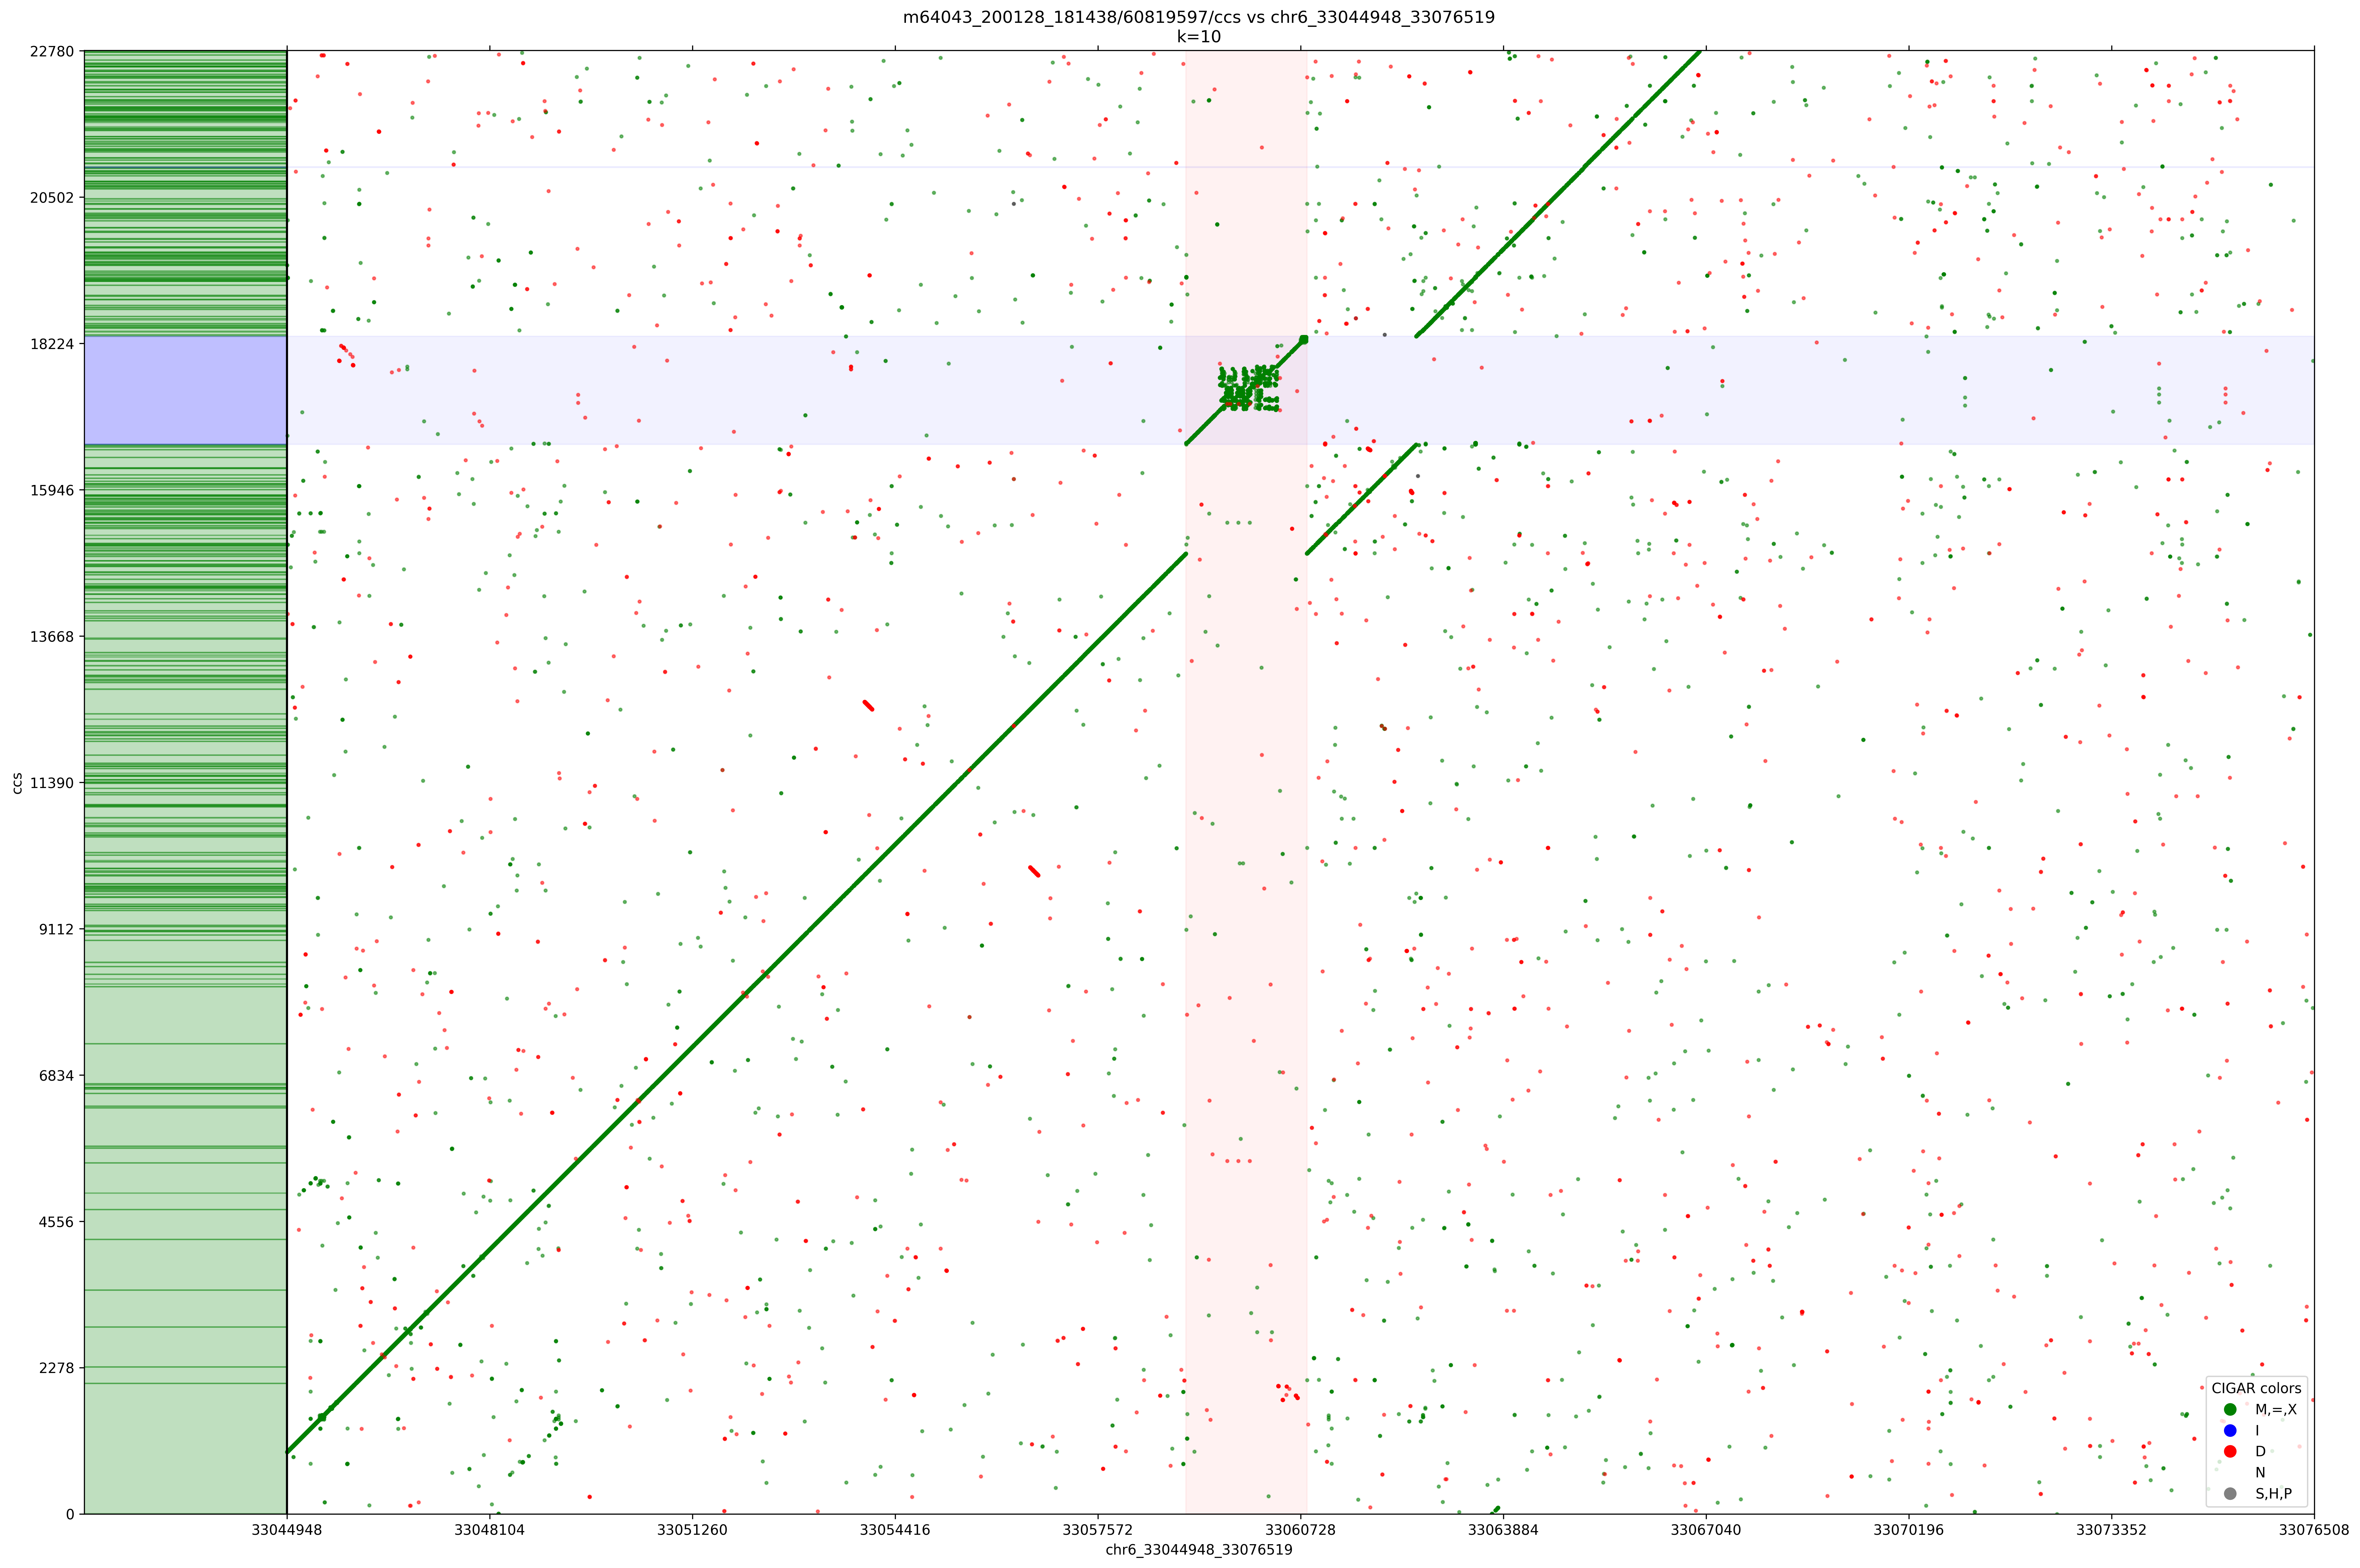 m64043_200128_181438/60819597/ccs vs chr6_33044948_33076519
k=10
22780
20502
18224
15946
13668
11390
9112
6834
4556
2278
0
ccs
33044948
33048104
33051260
33054416
33057572
33060728
33063884
33067040
33070196
33073352
33076508
chr6_33044948_33076519
CIGAR colors
M,=,X
I
D
N
S,H,P